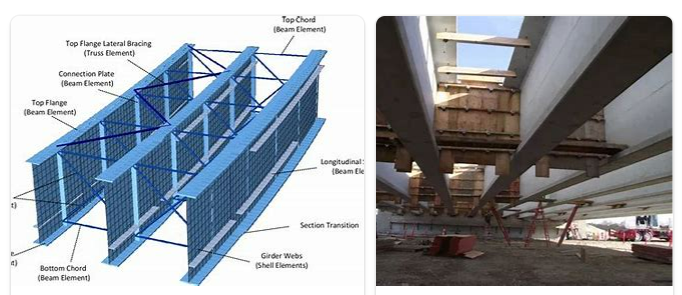 Top Chord
(Beam Element)
Top Flange Lateral Bracing
(Truss Element)
Connection Plate
(Beam Element)
Top Flange
(Beam Element)
Longitudinal
(Beam Ele
Section Transition
Girder Webs
(Shell Elements)
Bottom Chord
(Beam Element)